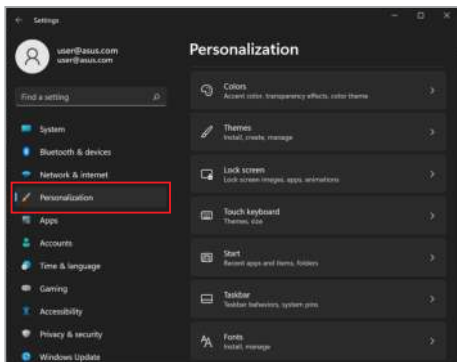 Settings
user@asus.com
user@asus.com
Find a setting
System
Bluetooth & devices
Network & internet
Personalization
Apps
Accounts
Time & language
Gaming
Accessibility
Privacy & security
Windows Update
Personalization
Colors
Accent color, transparency effects, color theme
Themes
Install, create, manage
Lock screen
Lock screen images, apps, animations
Touch keyboard
Themes, size
Start
Recent apps and items, folders
Taskbar
Taskbar behaviors, system pins
Fonts
Install, manage